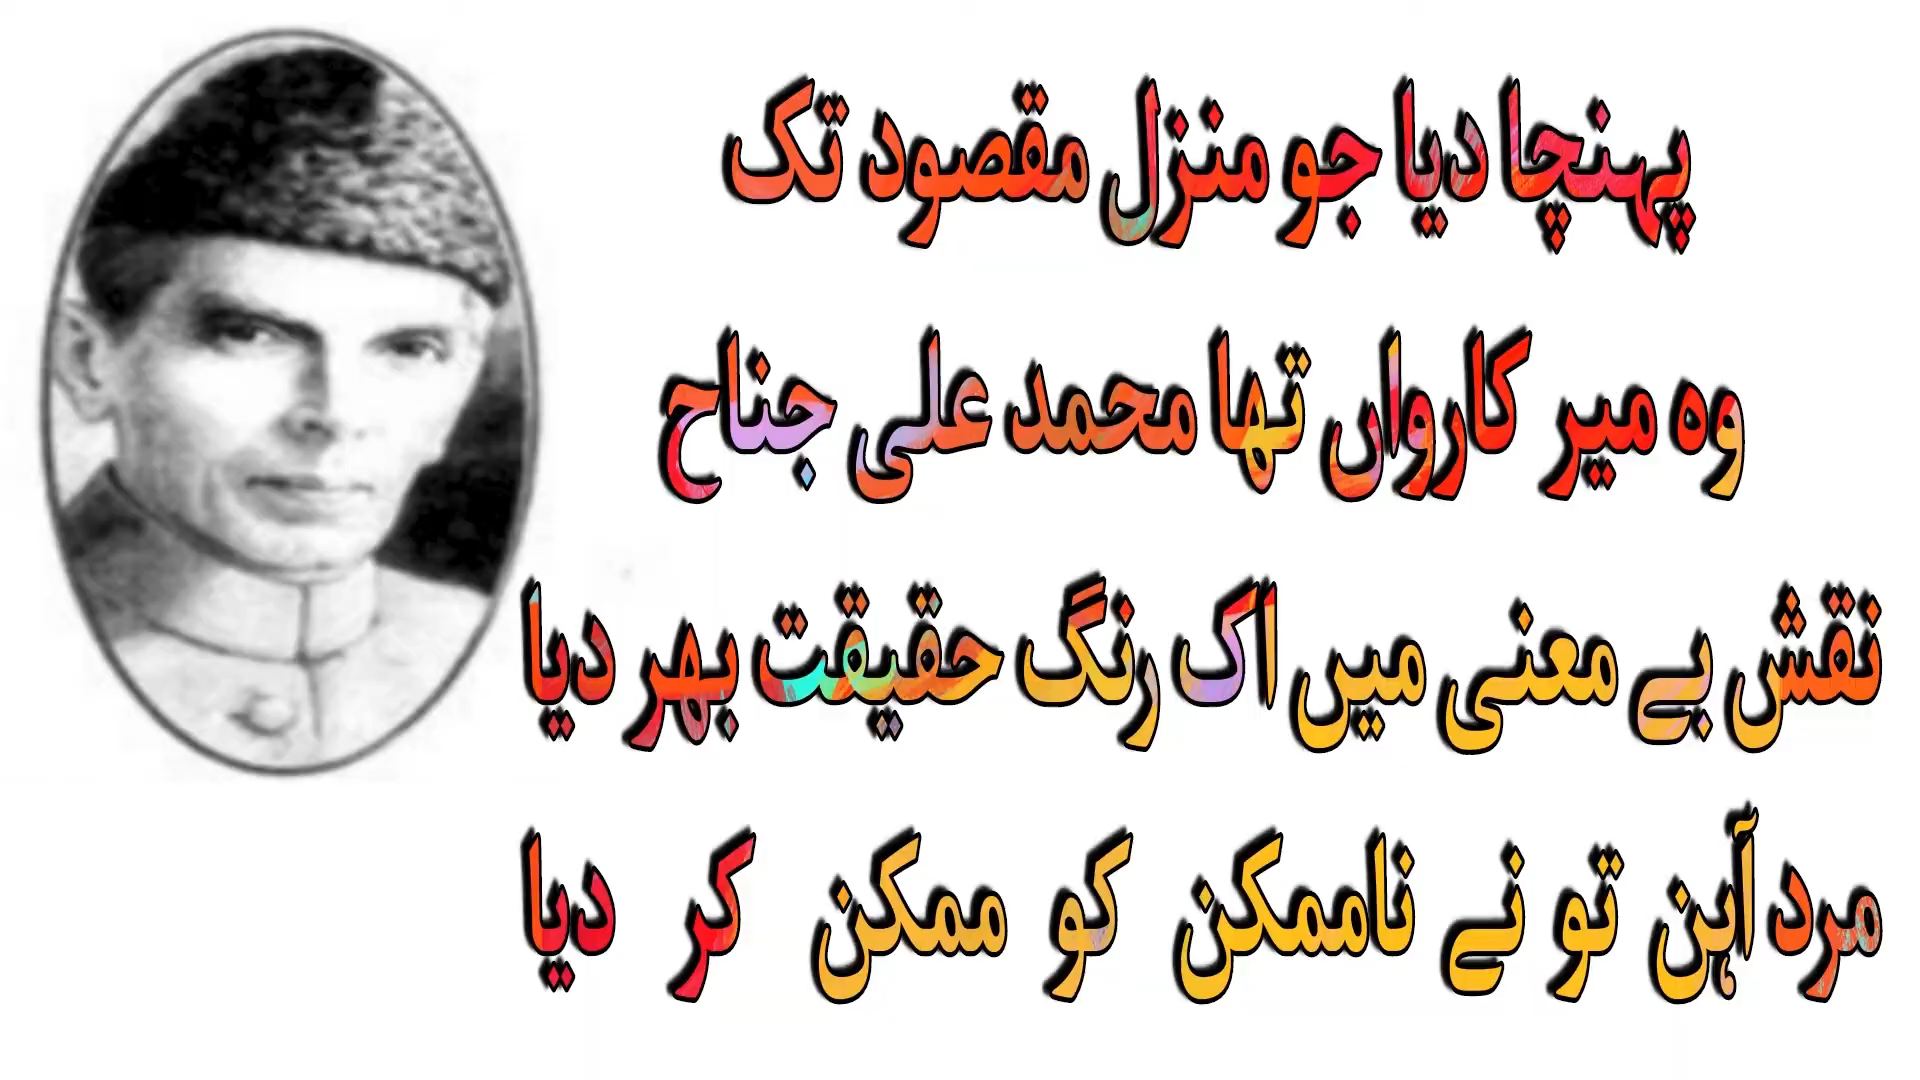 پہنچا دیا جو منزل مقصود تک
وہ میر کارواں تھا محمد علی جناح
نقش بے معنی میں اک رنگ حقیقت بھر دیا
مرد آہن تو نے ناممکن کو ممکن کر دیا